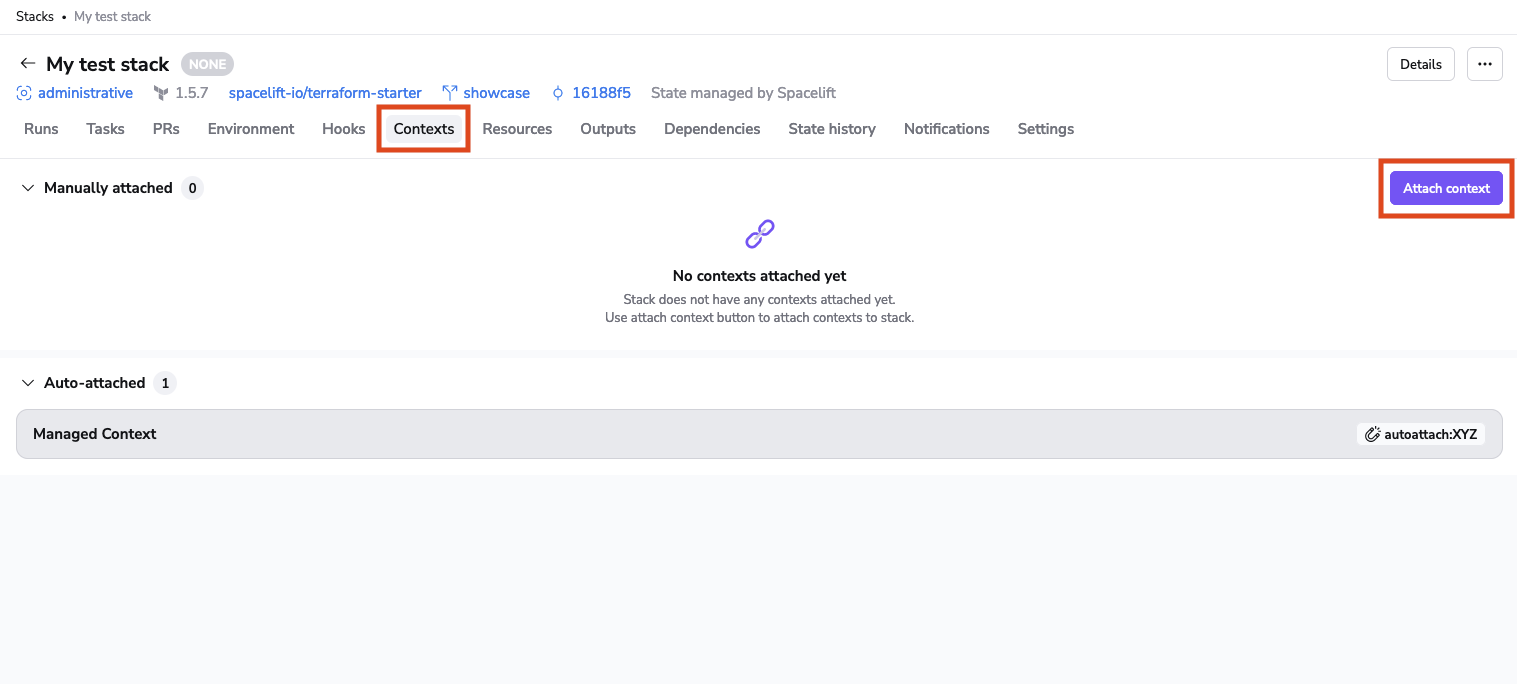 Stacks • My test stack
My test stack NONE
Details
administrative 1.5.7 spacelift-io/terraform-starter showcase 16188f5 State managed by Spacelift
Runs Tasks PRs Environment Hooks Contexts Resources Outputs Dependencies State history Notifications Settings
Manually attached 0
Attach context
No contexts attached yet
Stack does not have any contexts attached yet.
Use attach context button to attach contexts to stack.
Auto-attached 1
Managed Context
autoattach:XYZ